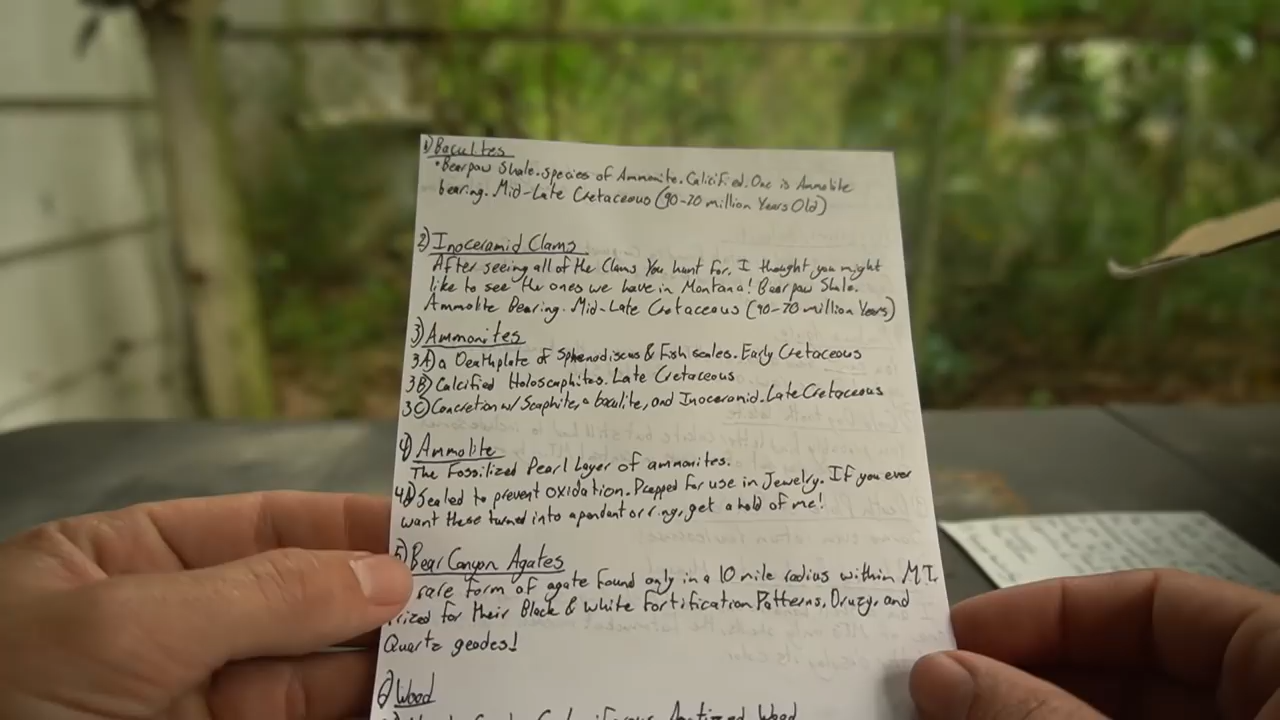 1) Baculites
• Bearpaw Shale. Species of Ammonite. Calicified. One is Ammolite
bearing. Mid-Late Cretaceous (90-70 million Years Old)
2) Inoceramid Clams
After seeing all of the Clams You hunt for, I thought you might
like to see the ones we have in Montana! Bearpaw Shale.
Ammolite Bearing. Mid-Late Cretaceous (90-70 million Years)
3) Ammonites
3A) a Deathplate of Sphenodiscus & Fish scales. Early Cretaceous
3B) Calcified Holoscaphites. Late Cretaceous
3C) Concretion w/ Scaphite, a baculite, and Inoceramid. Late Cretaceous
4) Ammolite
The Fossilized Pearl Layer of ammonites.
4A) Sealed to prevent oxidation. Prepped for use in Jewelry. If you ever
want these turned into a pendant or ring, get a hold of me!
5) Bear Canyon Agates
rare form of agate found only in a 10 mile radius within MT.
for their Black & White Fortification Patterns, Druzy, and
Quartz geodes!
6) Wood
Wood